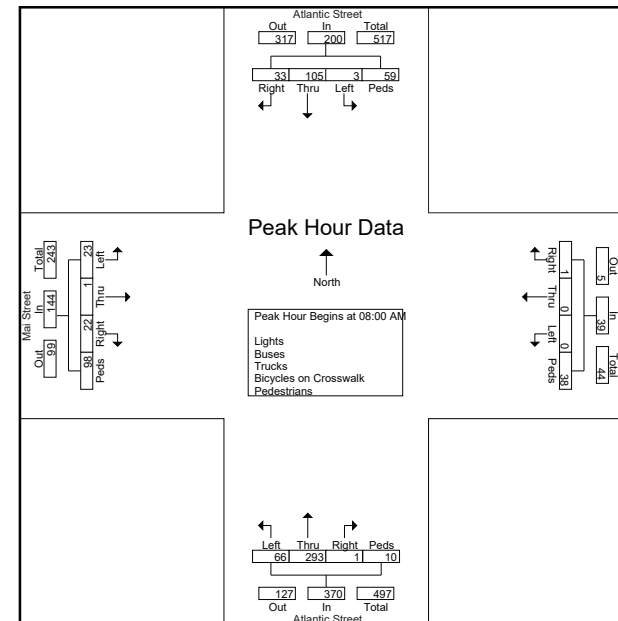 Atlantic Street
Out In Total
317 200 517
33 105 3 59
Right Thru Left Peds
Peak Hour Data
North
Peak Hour Begins at 08:00 AM
Lights
Buses
Trucks
Bicycles on Crosswalk
Pedestrians
Mai Street
Out In Total
99 144 243
Left Thru Right Peds
23 1 22 98
Right Thru Left Peds
1 0 0 38
Out In Total
5 39 44
Left Thru Right Peds
66 293 1 10
127 370 497
Out In Total
Atlantic Street